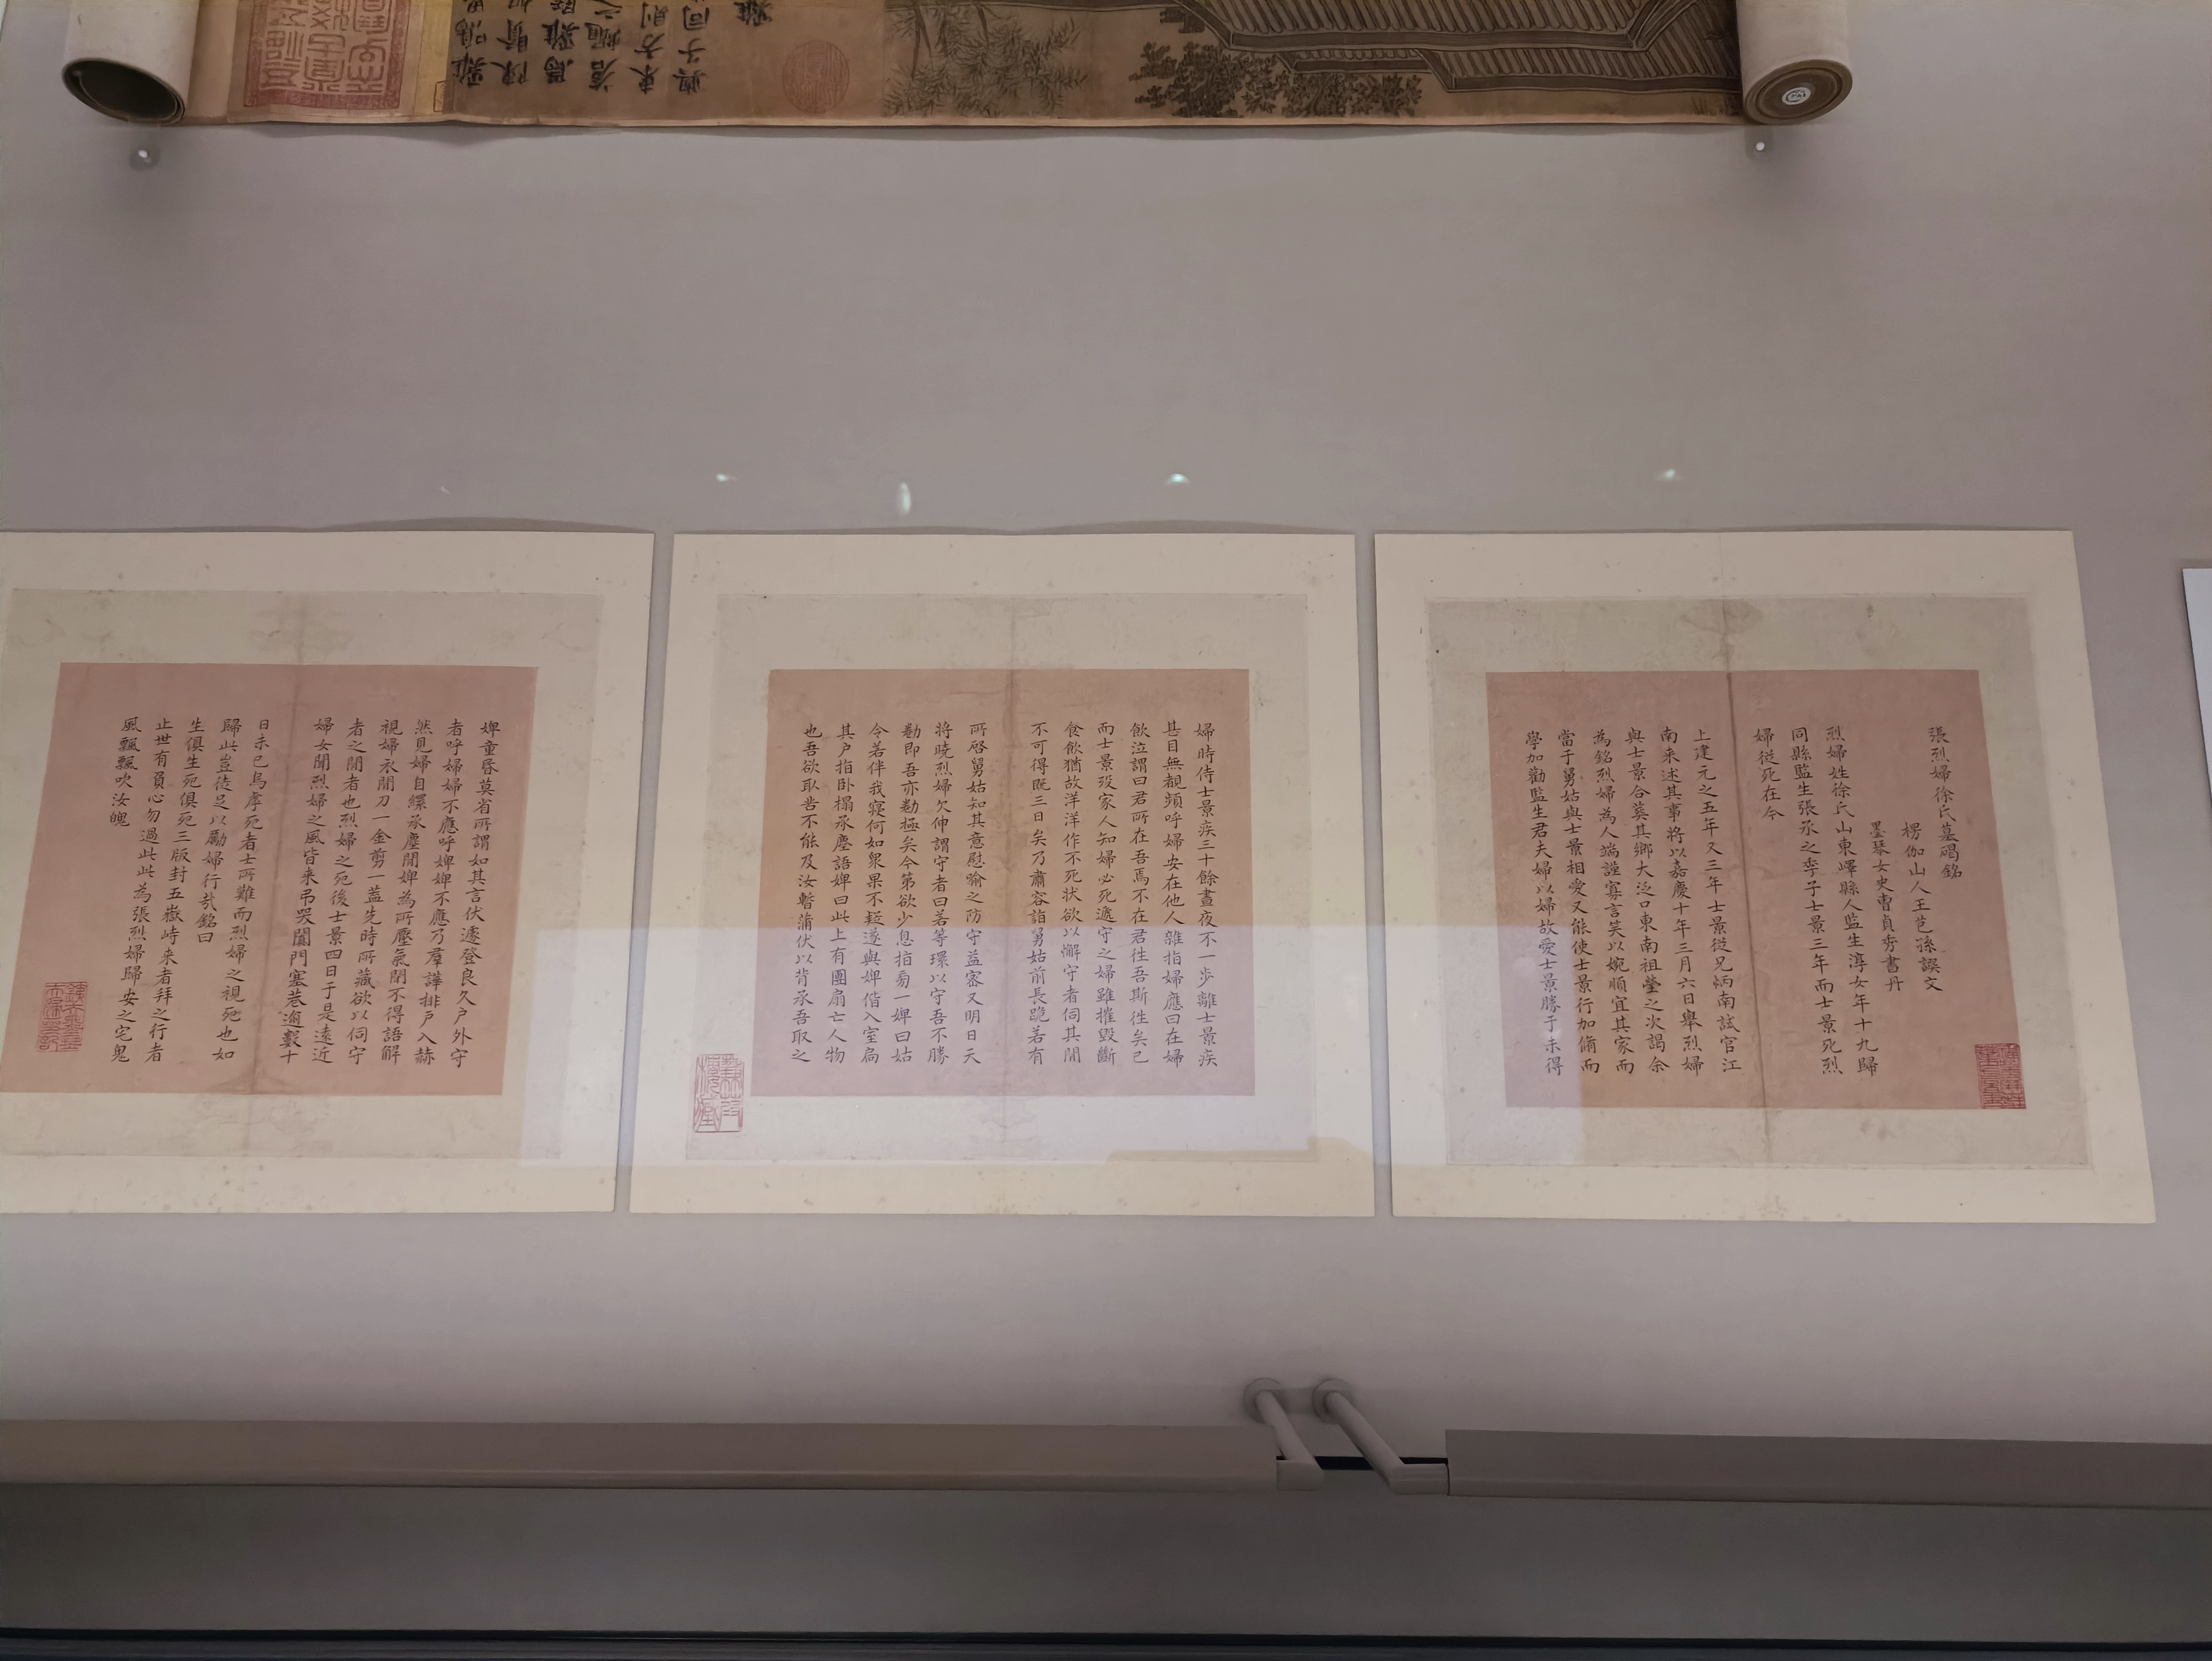 張烈婦徐氏墓碣銘
楞伽山人王芑孫譔文
墨琴女史曹貞秀書丹
烈婦姓徐氏山東嶧縣人監生淳女年十九歸
同縣監生張承之季子士景三年而士景死烈
婦從死在今
上建元之五年又三年士景從兄炳南試官江
南来述其事将以嘉慶十年三月六日舉烈婦
與士景合葬其鄉大泛口東南祖塋之次謁余
為銘烈婦為人端謹寡言笑以婉順宜其家而
當于舅姑與士景相愛又能使士景行加脩而
學加勸監生君夫婦以婦故愛士景勝于未得
婦時侍士景疾三十餘晝夜不一步離士景疾
甚目無覩頻呼婦安在他人雜指婦應曰在婦
飲泣謂曰君所在吾焉不在君徃吾斯徃矣已
而士景歿家人知婦必死遞守之婦雖摧毀斷
食飲猶故洋洋作不死状欲以懈守者伺其間
不可得既三日矣乃肅容詣舅姑前長跪若有
所啓舅姑知其意慰喻之防守益密又明日天
将曉烈婦欠伸謂守者曰若等環以守吾不勝
勌即吾亦勌極矣今第欲少息指易一婢曰姑
令若伴我寝何如衆果不疑遂與婢偕入室扃
其户指卧榻承塵語婢曰此上有團扇亡人物
也吾欲取告不能及汝暫蒲伏以背承吾取之
婢童昏莫省所謂如其言伏遽登良久户外守
者呼婦婦不應呼婢婢不應乃羣譁排户入赫
然見婦自縲承塵間婢為所壓氣閉不得語解
視婦衣間刀一金剪一蓋先時所藏欲以伺守
者之間者也烈婦之死後士景四日于是遠近
婦女聞烈婦之風皆来弔哭闐門塞巷逾數十
日未已烏虖死者士所難而烈婦之視死也如
歸此豈徒足以勵婦行㢤銘曰
生俱生死俱死三版封五嶽峙来者拜之行者
止世有負心勿過此此為張烈婦歸安之宅鬼
風飄飄吹汝魄